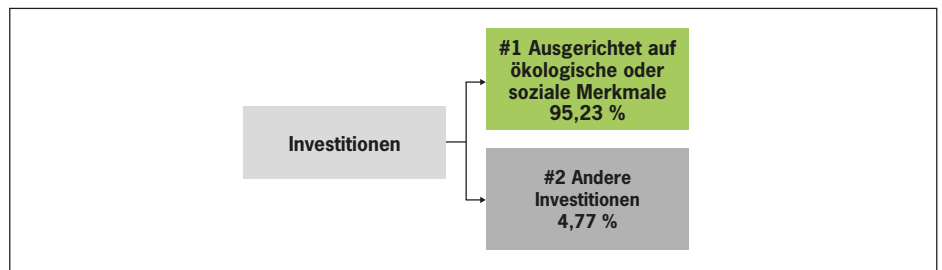 #1 Ausgerichtet auf
ökologische oder
soziale Merkmale
95,23 %
Investitionen
#2 Andere
Investitionen
4,77 %